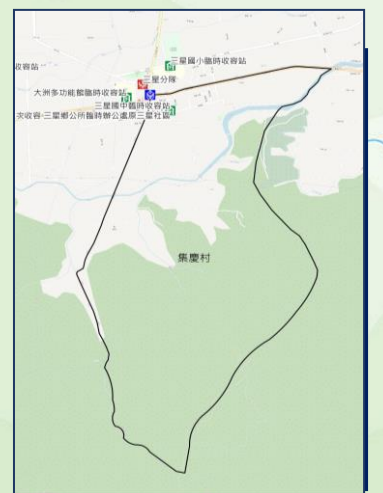 三星國小臨時收容站
收容站
三星分隊
大洲多功能館臨時收容站
三星國中臨時收容站
次收容 三星鄉公所臨時辦公處原三星社區
集慶村